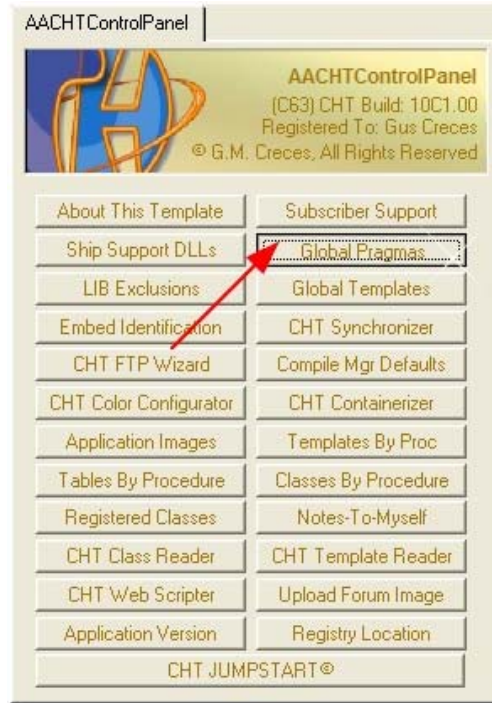 AACHTControlPanel
AACHTControlPanel
(C63) CHT Build: 10C1.00
Registered To: Gus Creces
© G.M. Creces, All Rights Reserved
About This Template
Subscriber Support
Ship Support DLLs
Global Pragmas
LIB Exclusions
Global Templates
Embed Identification
CHT Synchronizer
CHT FTP Wizard
Compile Mgr Defaults
CHT Color Configurator
CHT Containerizer
Application Images
Templates By Proc
Tables By Procedure
Classes By Procedure
Registered Classes
Notes-To-Myself
CHT Class Reader
CHT Template Reader
CHT Web Scripter
Upload Forum Image
Application Version
Registry Location
CHT JUMPSTART©